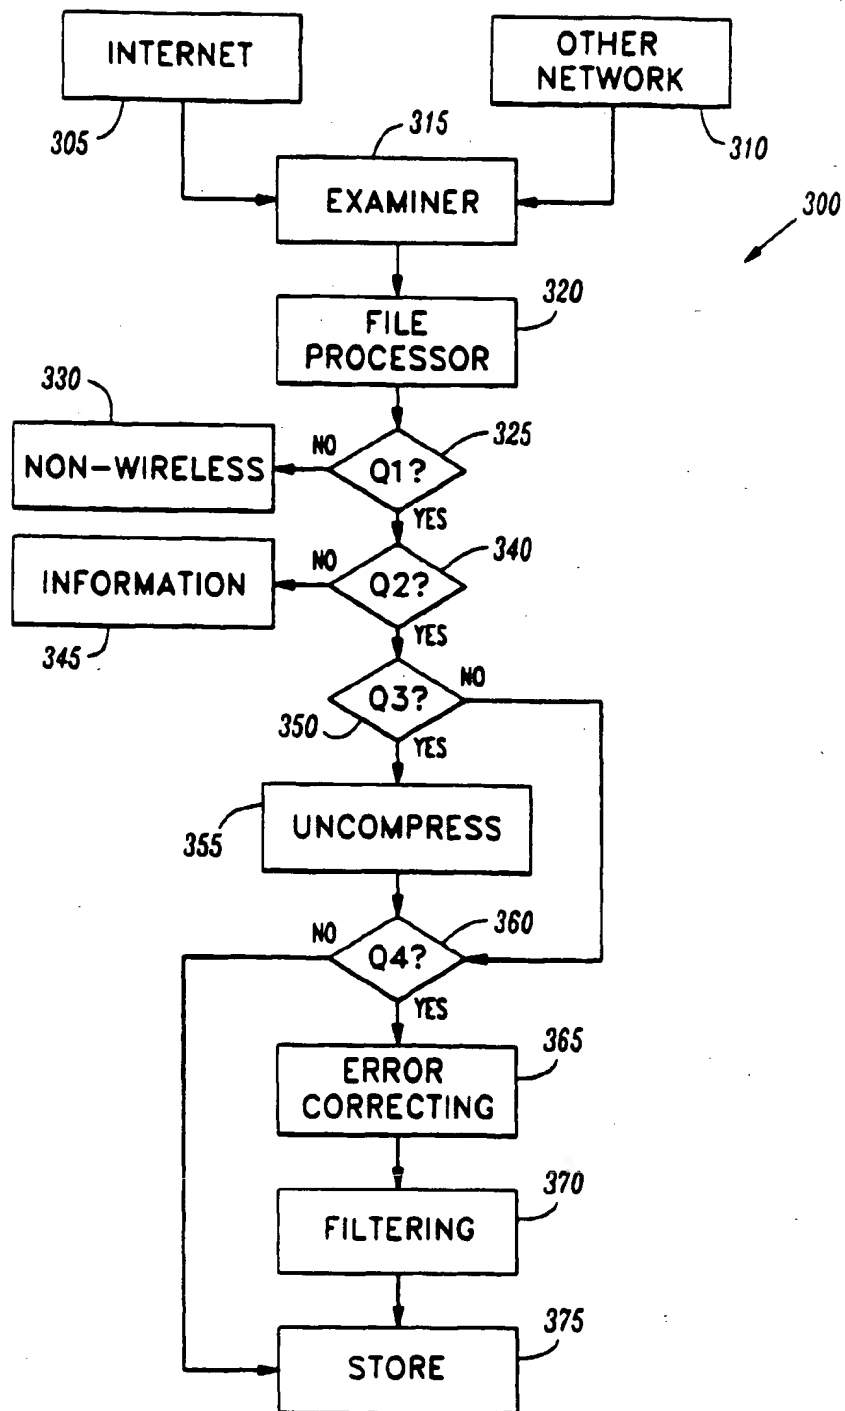 INTERNET
OTHER
NETWORK
305
315
310
EXAMINER
300
320
FILE
PROCESSOR
330
325
NO
NON-WIRELESS
Q1?
YES
340
NO
INFORMATION
Q2?
YES
345
NO
Q3?
350
YES
UNCOMPRESS
355
360
NO
Q4?
YES
365
ERROR
CORRECTING
370
FILTERING
375
STORE